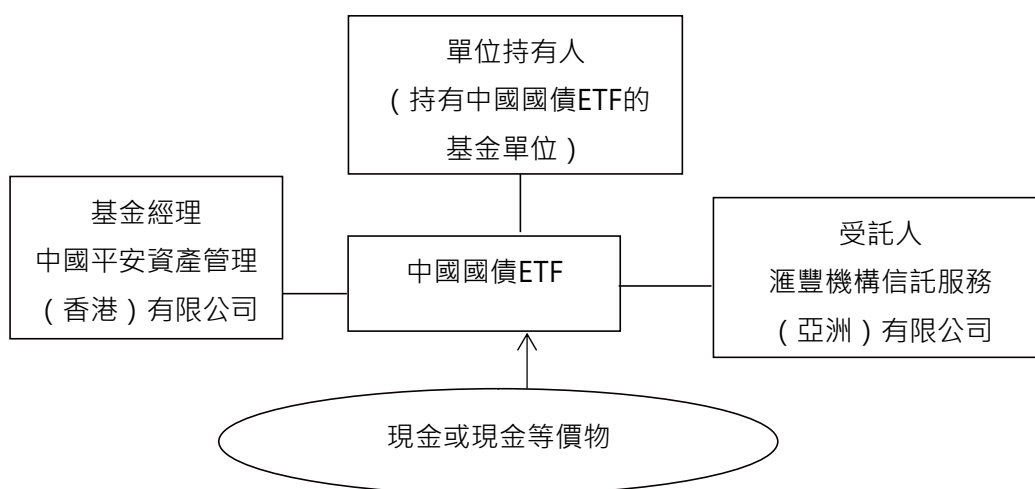 單位持有人
（持有中國國債ETF的
基金單位）
基金經理
中國平安資產管理
（香港）有限公司
中國國債ETF
受託人
滙豐機構信託服務
（亞洲）有限公司
現金或現金等價物